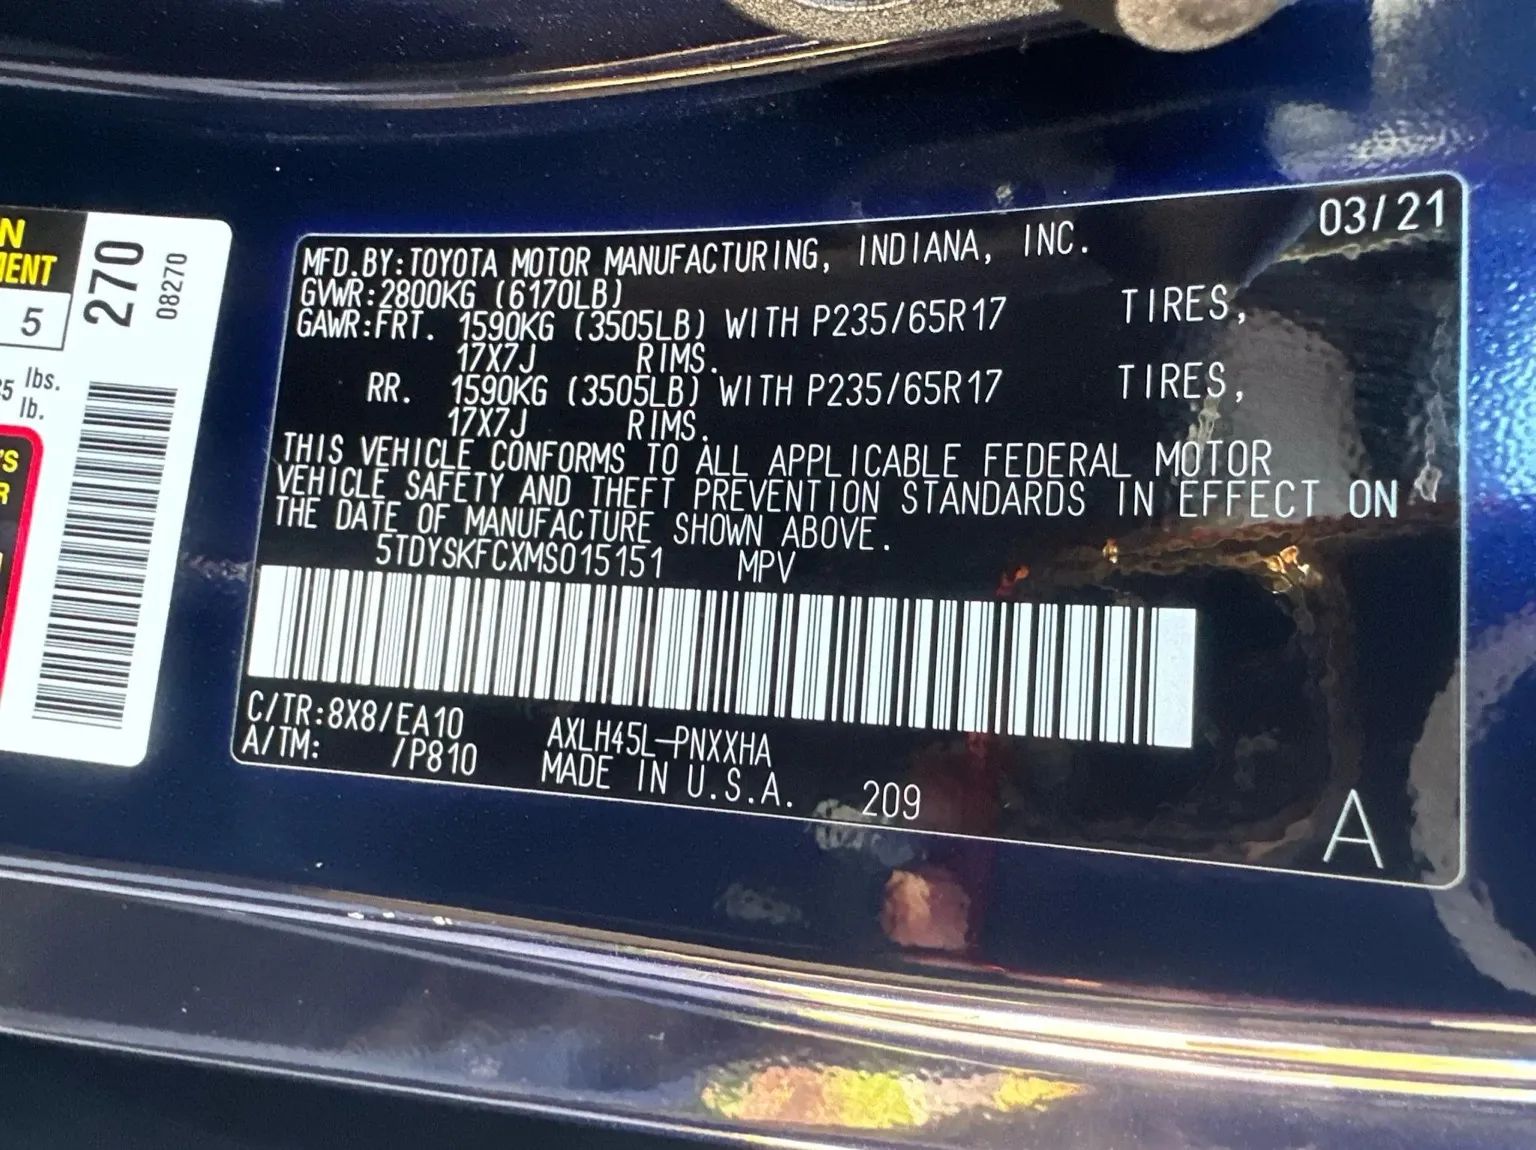 N
MENT
5
lbs.
lb.
'S
R
270
08270
03/21
MFD.BY:TOYOTA MOTOR MANUFACTURING, INDIANA, INC.
GVWR:2800KG (6170LB)
GAWR:FRT. 1590KG (3505LB) WITH P235/65R17 TIRES,
17X7J RIMS.
RR. 1590KG (3505LB) WITH P235/65R17 TIRES,
17X7J RIMS.
THIS VEHICLE CONFORMS TO ALL APPLICABLE FEDERAL MOTOR
VEHICLE SAFETY AND THEFT PREVENTION STANDARDS IN EFFECT ON
THE DATE OF MANUFACTURE SHOWN ABOVE.
5TDYSKFCXMS015151 MPV
C/TR:8X8/EA10 AXLH45L-PNXXHA
A/TM: /P810 MADE IN U.S.A. 209
A